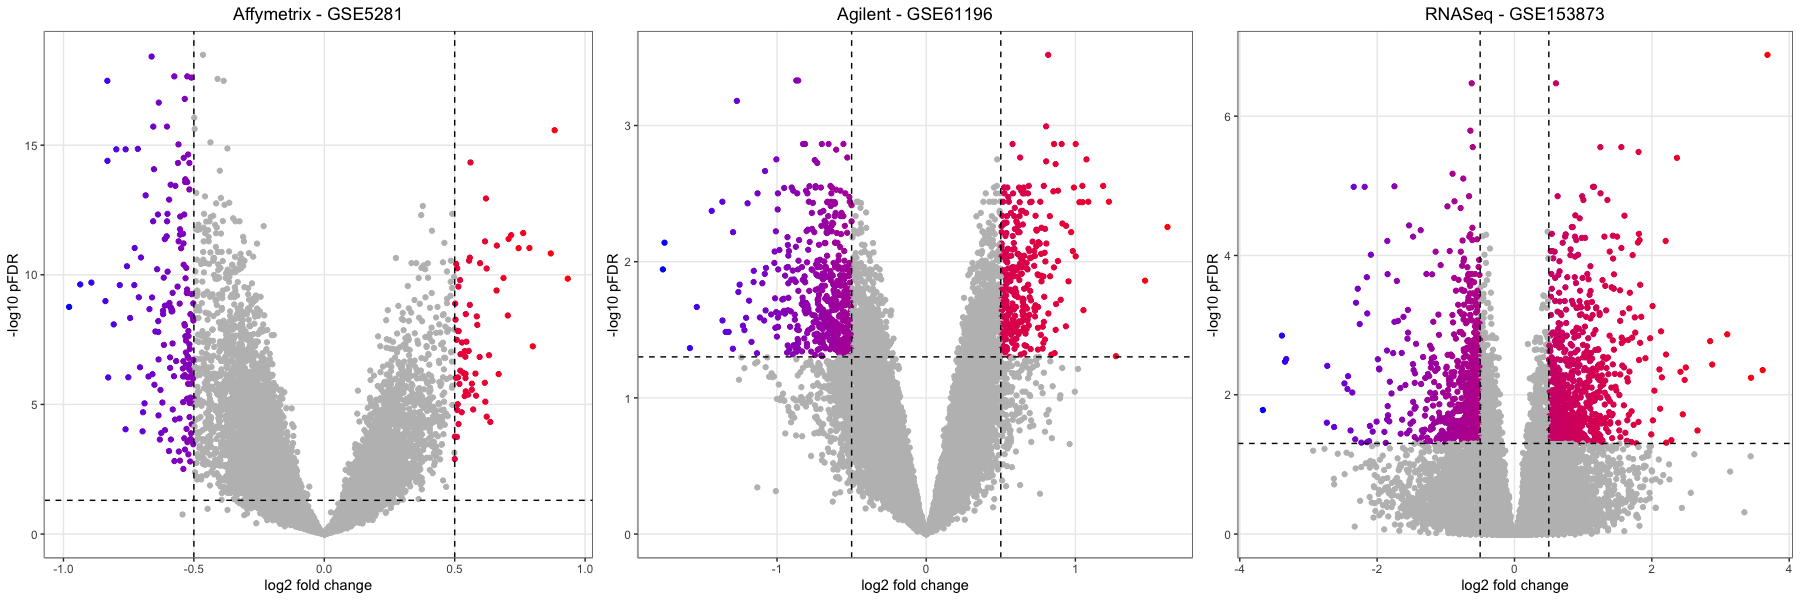 Affymetrix - GSE5281
Agilent - GSE61196
RNASeq - GSE153873
-log10 pFDR
15
10
5
0
-1.0
-0.5
0.0
0.5
1.0
log2 fold change
-log10 pFDR
3
2
1
0
-1
0
1
log2 fold change
-log10 pFDR
6
4
2
0
-4
-2
0
2
4
log2 fold change